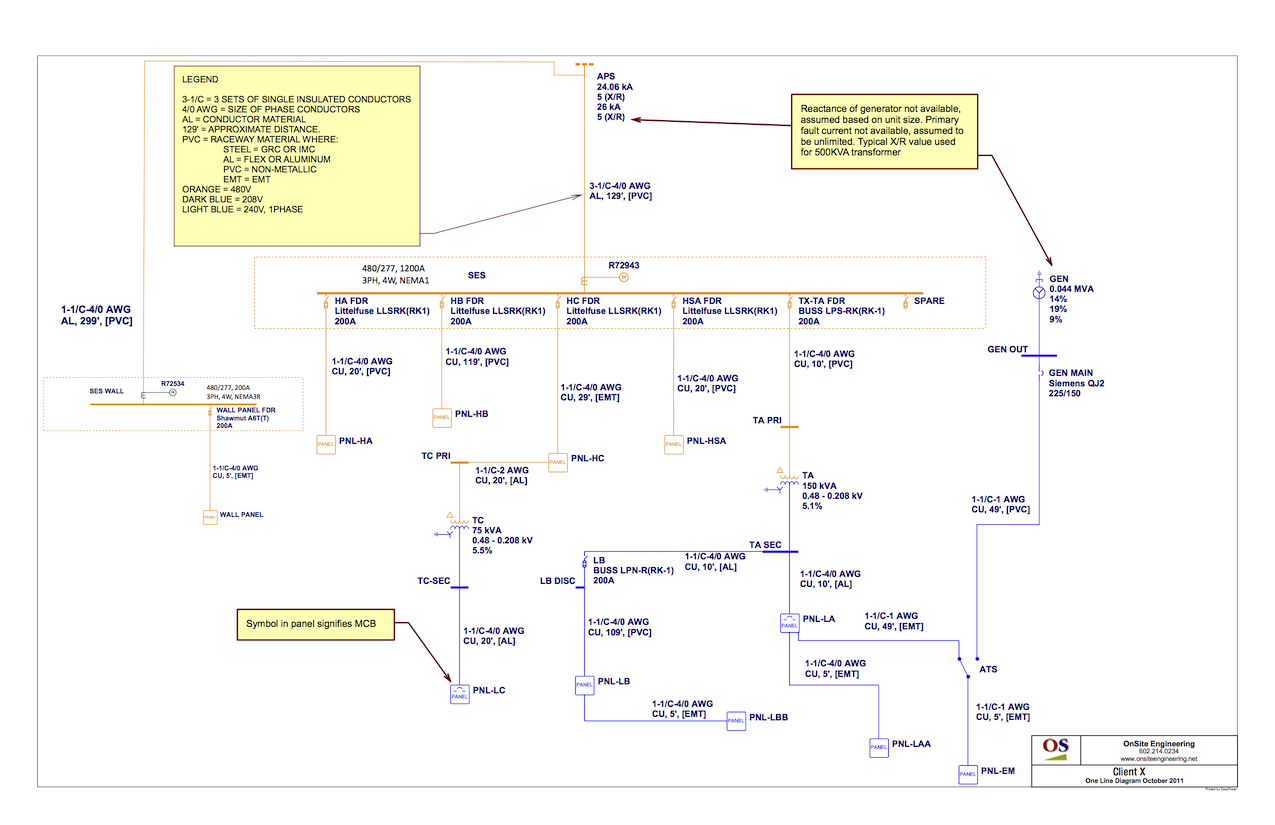 LEGEND
3-1/C = 3 SETS OF SINGLE INSULATED CONDUCTORS
4/0 AWG = SIZE OF PHASE CONDUCTORS
AL = CONDUCTOR MATERIAL
129' = APPROXIMATE DISTANCE.
PVC = RACEWAY MATERIAL WHERE:
STEEL = GRC OR IMC
AL = FLEX OR ALUMINUM
PVC = NON-METALLIC
EMT = EMT
ORANGE = 480V
DARK BLUE = 208V
LIGHT BLUE = 240V, 1PHASE
APS
24.06 kA
5 (X/R)
26 kA
5 (X/R)
Reactance of generator not available,
assumed based on unit size. Primary
fault current not available, assumed to
be unlimited. Typical X/R value used
for 500KVA transformer
3-1/C-4/0 AWG
AL, 129', [PVC]
1-1/C-4/0 AWG
AL, 299', [PVC]
480/277, 1200A
3PH, 4W, NEMA1
SES
R72943
M
HA FDR
Littelfuse LLSRK(RK1)
200A
HB FDR
Littelfuse LLSRK(RK1)
200A
HC FDR
Littelfuse LLSRK(RK1)
200A
HSA FDR
Littelfuse LLSRK(RK1)
200A
TX-TA FDR
BUSS LPS-RK(RK-1)
200A
SPARE
GEN
0.044 MVA
14%
19%
9%
GEN OUT
GEN MAIN
Siemens QJ2
225/150
1-1/C-4/0 AWG
CU, 20', [PVC]
1-1/C-4/0 AWG
CU, 119', [PVC]
1-1/C-4/0 AWG
CU, 29', [EMT]
1-1/C-4/0 AWG
CU, 20', [PVC]
1-1/C-4/0 AWG
CU, 10', [PVC]
SES WALL
R72534
M
480/277, 200A
3PH, 4W, NEMA3R
WALL PANEL FDR
Shawmut A6T(T)
200A
1-1/C-4/0 AWG
CU, 5', [EMT]
PANEL
WALL PANEL
PANEL
PNL-HA
PANEL
PNL-HB
PANEL
PNL-HC
PANEL
PNL-HSA
TA PRI
TC PRI
1-1/C-2 AWG
CU, 20', [AL]
TC
75 kVA
0.48 - 0.208 kV
5.5%
TA
150 kVA
0.48 - 0.208 kV
5.1%
1-1/C-1 AWG
CU, 49', [PVC]
TA SEC
1-1/C-4/0 AWG
CU, 10', [AL]
LB
BUSS LPN-R(RK-1)
200A
TC-SEC
LB DISC
1-1/C-4/0 AWG
CU, 10', [AL]
Symbol in panel signifies MCB
1-1/C-4/0 AWG
CU, 20', [AL]
1-1/C-4/0 AWG
CU, 109', [PVC]
PANEL
PNL-LA
1-1/C-1 AWG
CU, 49', [EMT]
1-1/C-4/0 AWG
CU, 5', [EMT]
ATS
PANEL
PNL-LC
PANEL
PNL-LB
1-1/C-4/0 AWG
CU, 5', [EMT]
PANEL
PNL-LBB
1-1/C-1 AWG
CU, 5', [EMT]
PANEL
PNL-LAA
PANEL
PNL-EM
OS
OnSite Engineering
602.214.0234
www.onsiteengineering.net
Client X
One Line Diagram October 2011
Printed by EasyPower